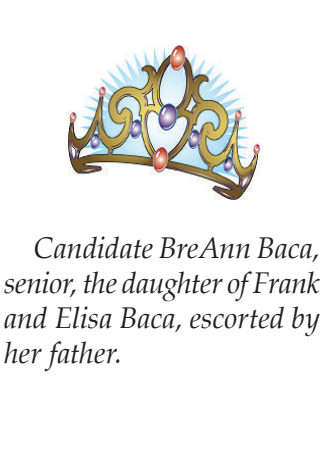 Candidate BreAnn Baca,
senior, the daughter of Frank
and Elisa Baca, escorted by
her father.